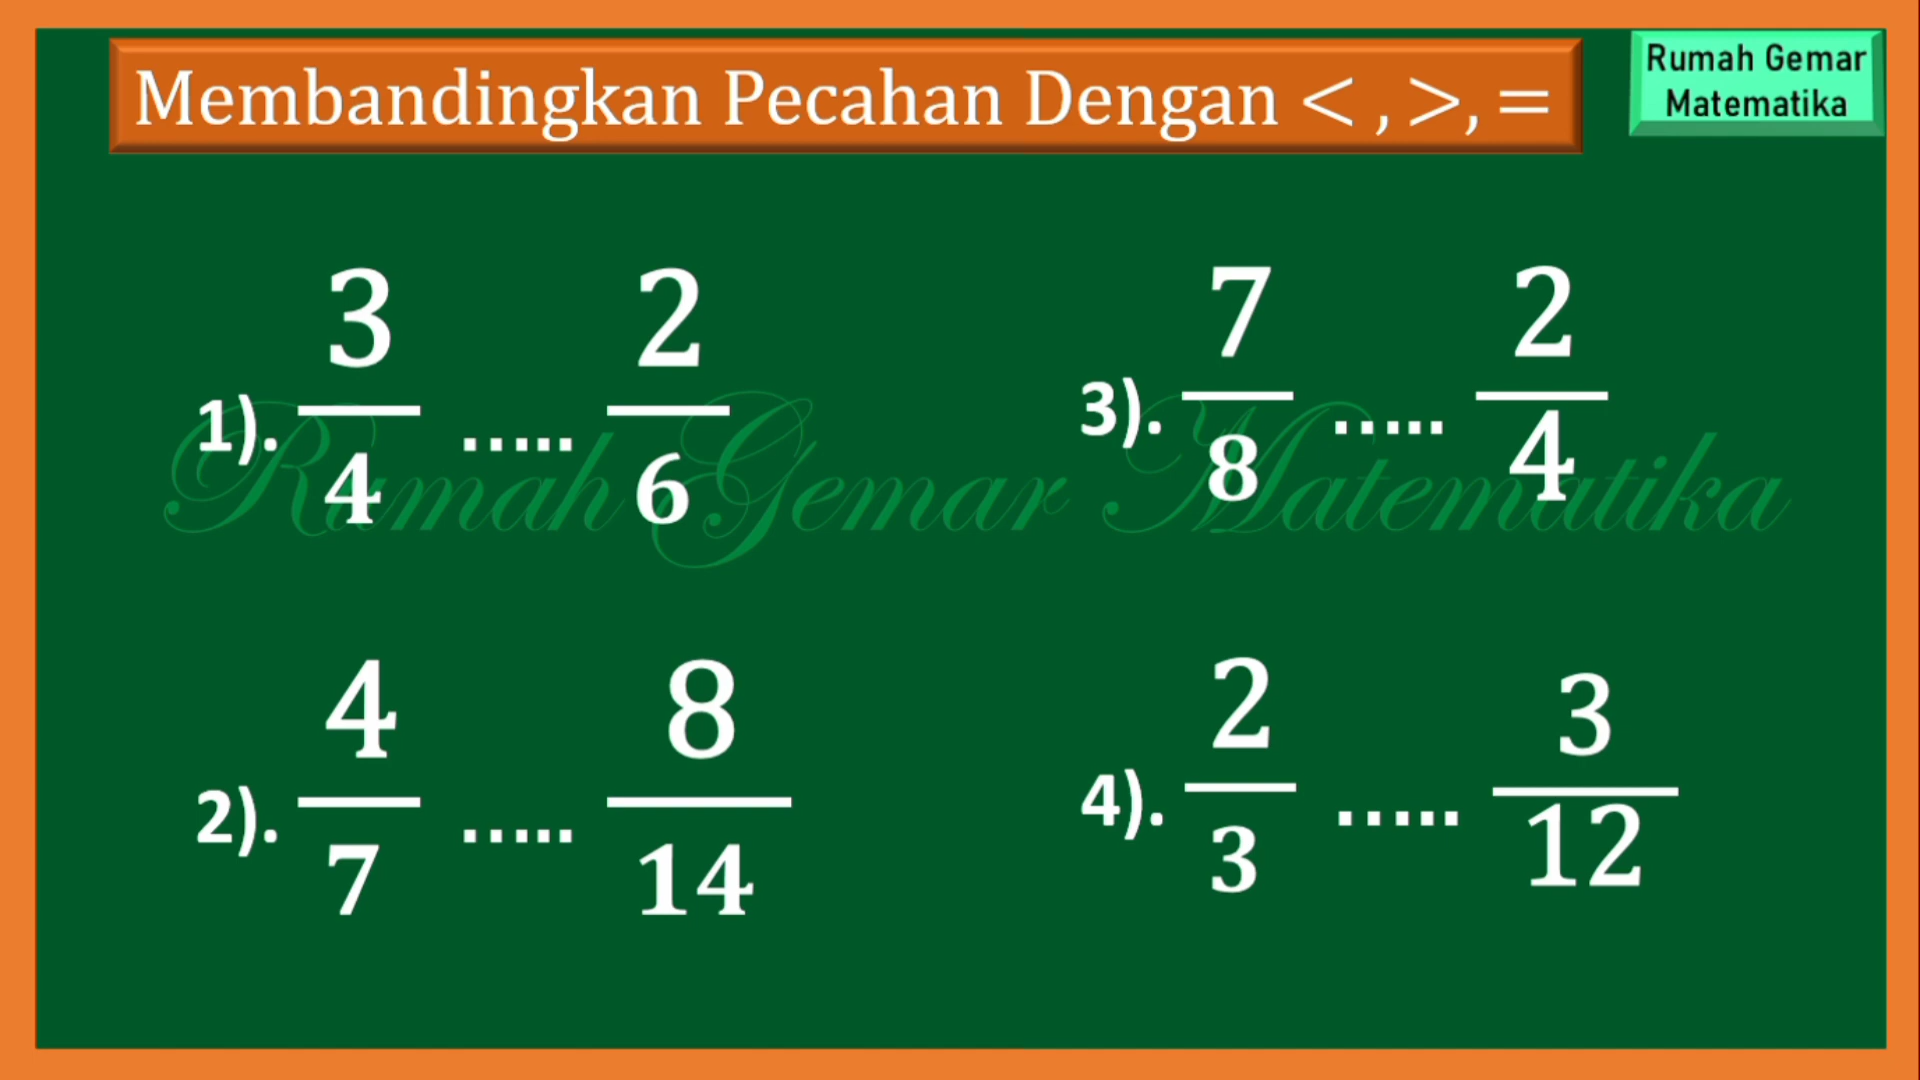 Membandingkan Pecahan Dengan < , >, =
Rumah Gemar
Matematika
1). 3/4 ..... 2/6
2). 4/7 ..... 8/14
3). 7/8 ..... 2/4
4). 2/3 ..... 3/12
Rumah Gemar Matematika